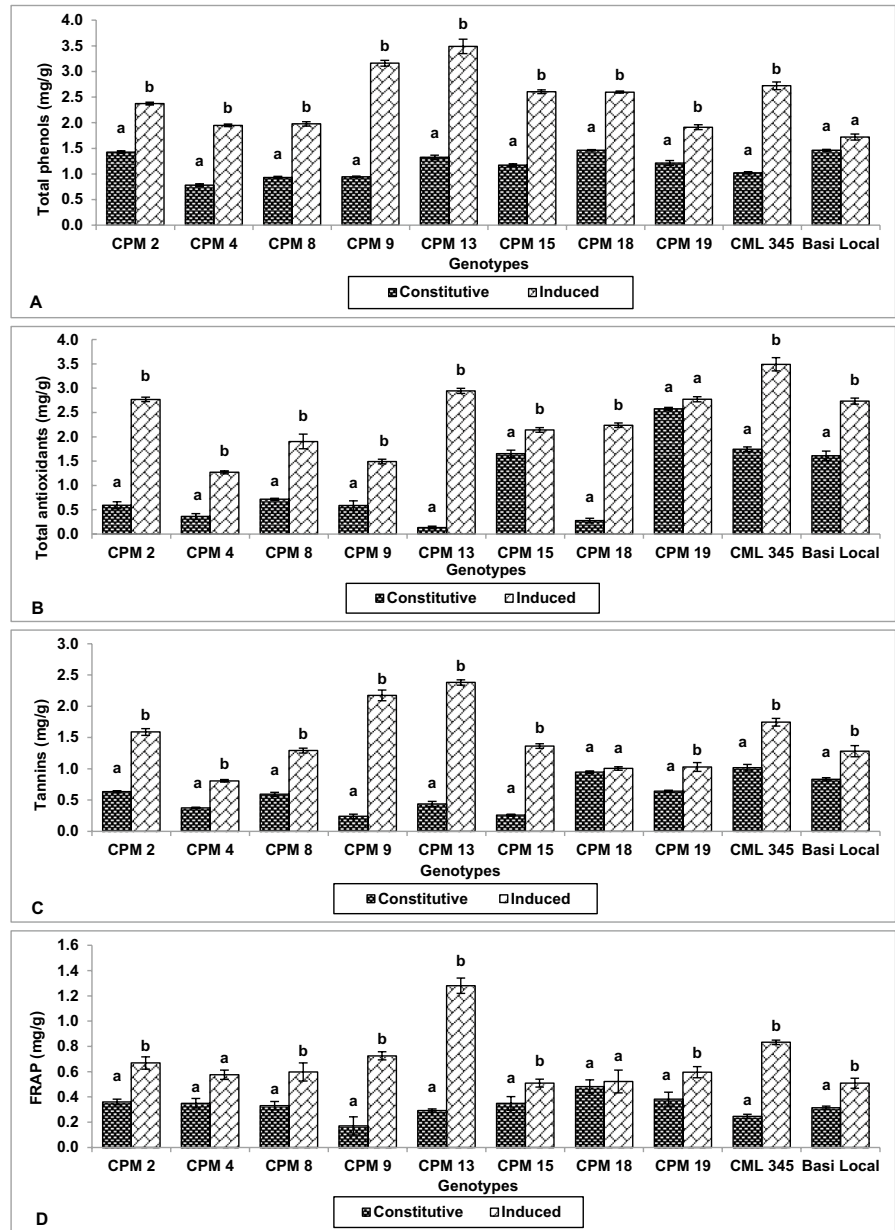 4.0
3.5
3.0
2.5
2.0
1.5
1.0
0.5
0.0
Total phenols (mg/g)
a b a b a b a b a b a b a b a b a b a a
CPM 2 CPM 4 CPM 8 CPM 9 CPM 13 CPM 15 CPM 18 CPM 19 CML 345 Basi Local
Genotypes
Constitutive Induced
A
4.0
3.5
3.0
2.5
2.0
1.5
1.0
0.5
0.0
Total antioxidants (mg/g)
a b a b a b a b a b a b a b a a a b a b
CPM 2 CPM 4 CPM 8 CPM 9 CPM 13 CPM 15 CPM 18 CPM 19 CML 345 Basi Local
Genotypes
Constitutive Induced
B
3.0
2.5
2.0
1.5
1.0
0.5
0.0
Tannins (mg/g)
a b a b a b a b a b a b a a a b a b a b
CPM 2 CPM 4 CPM 8 CPM 9 CPM 13 CPM 15 CPM 18 CPM 19 CML 345 Basi Local
Genotypes
Constitutive Induced
C
1.6
1.4
1.2
1.0
0.8
0.6
0.4
0.2
0.0
FRAP (mg/g)
a b a a a b a b a b a b a a a b a b a b
CPM 2 CPM 4 CPM 8 CPM 9 CPM 13 CPM 15 CPM 18 CPM 19 CML 345 Basi Local
Genotypes
Constitutive Induced
D